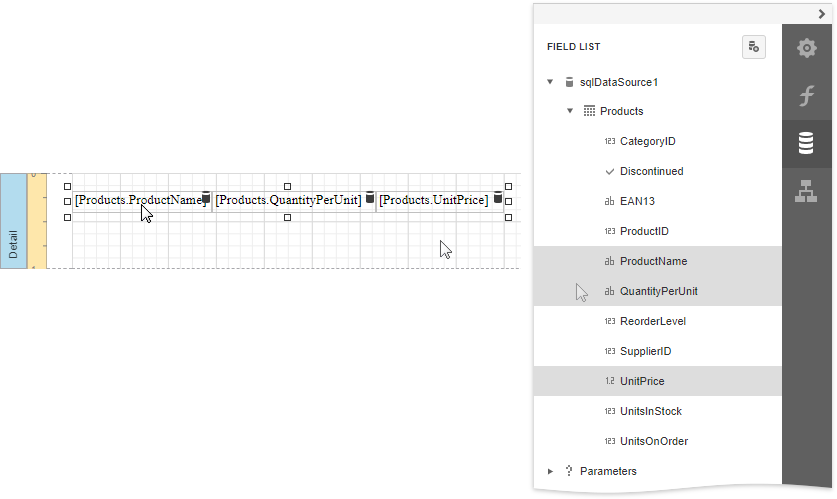 FIELD LIST
sqlDataSource1
Products
123 CategoryID
Discontinued
ab EAN13
123 ProductID
ab ProductName
ab QuantityPerUnit
123 ReorderLevel
123 SupplierID
1.2 UnitPrice
123 UnitsInStock
123 UnitsOnOrder
? Parameters
Detail
[Products.ProductName] [Products.QuantityPerUnit] [Products.UnitPrice]